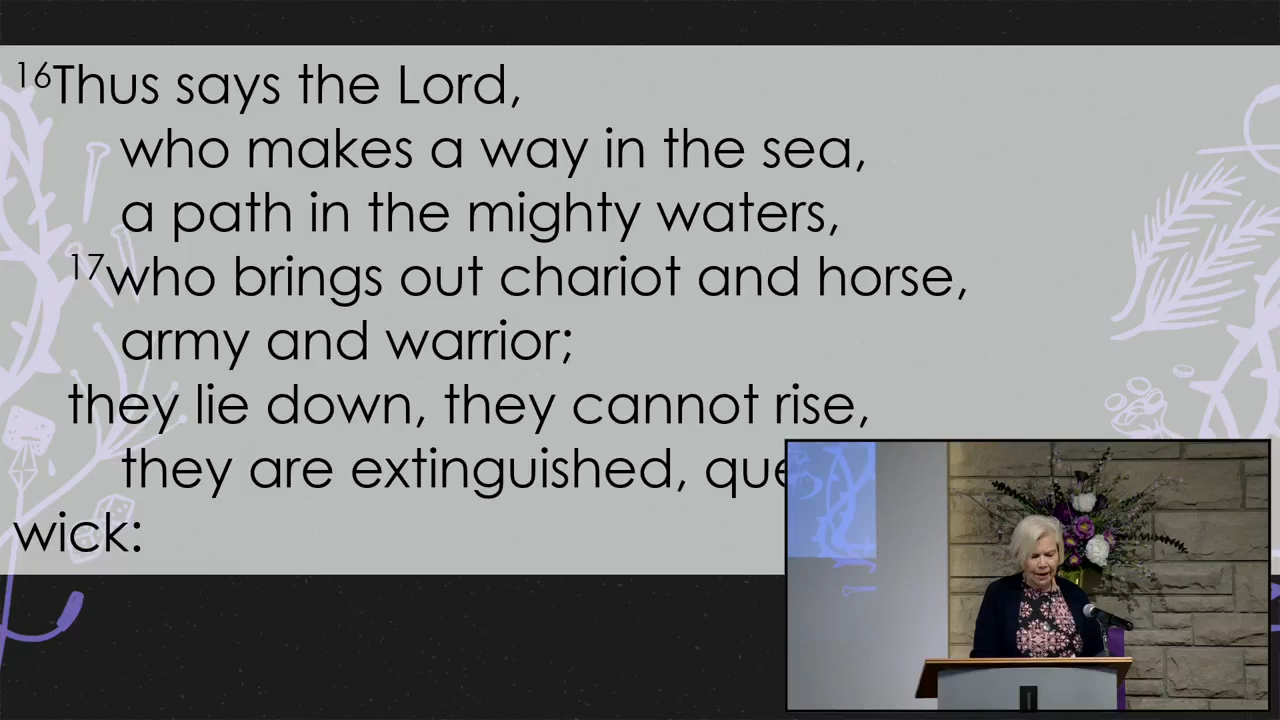 16Thus says the Lord,
who makes a way in the sea,
a path in the mighty waters,
17who brings out chariot and horse,
army and warrior;
they lie down, they cannot rise,
they are extinguished,
wick: